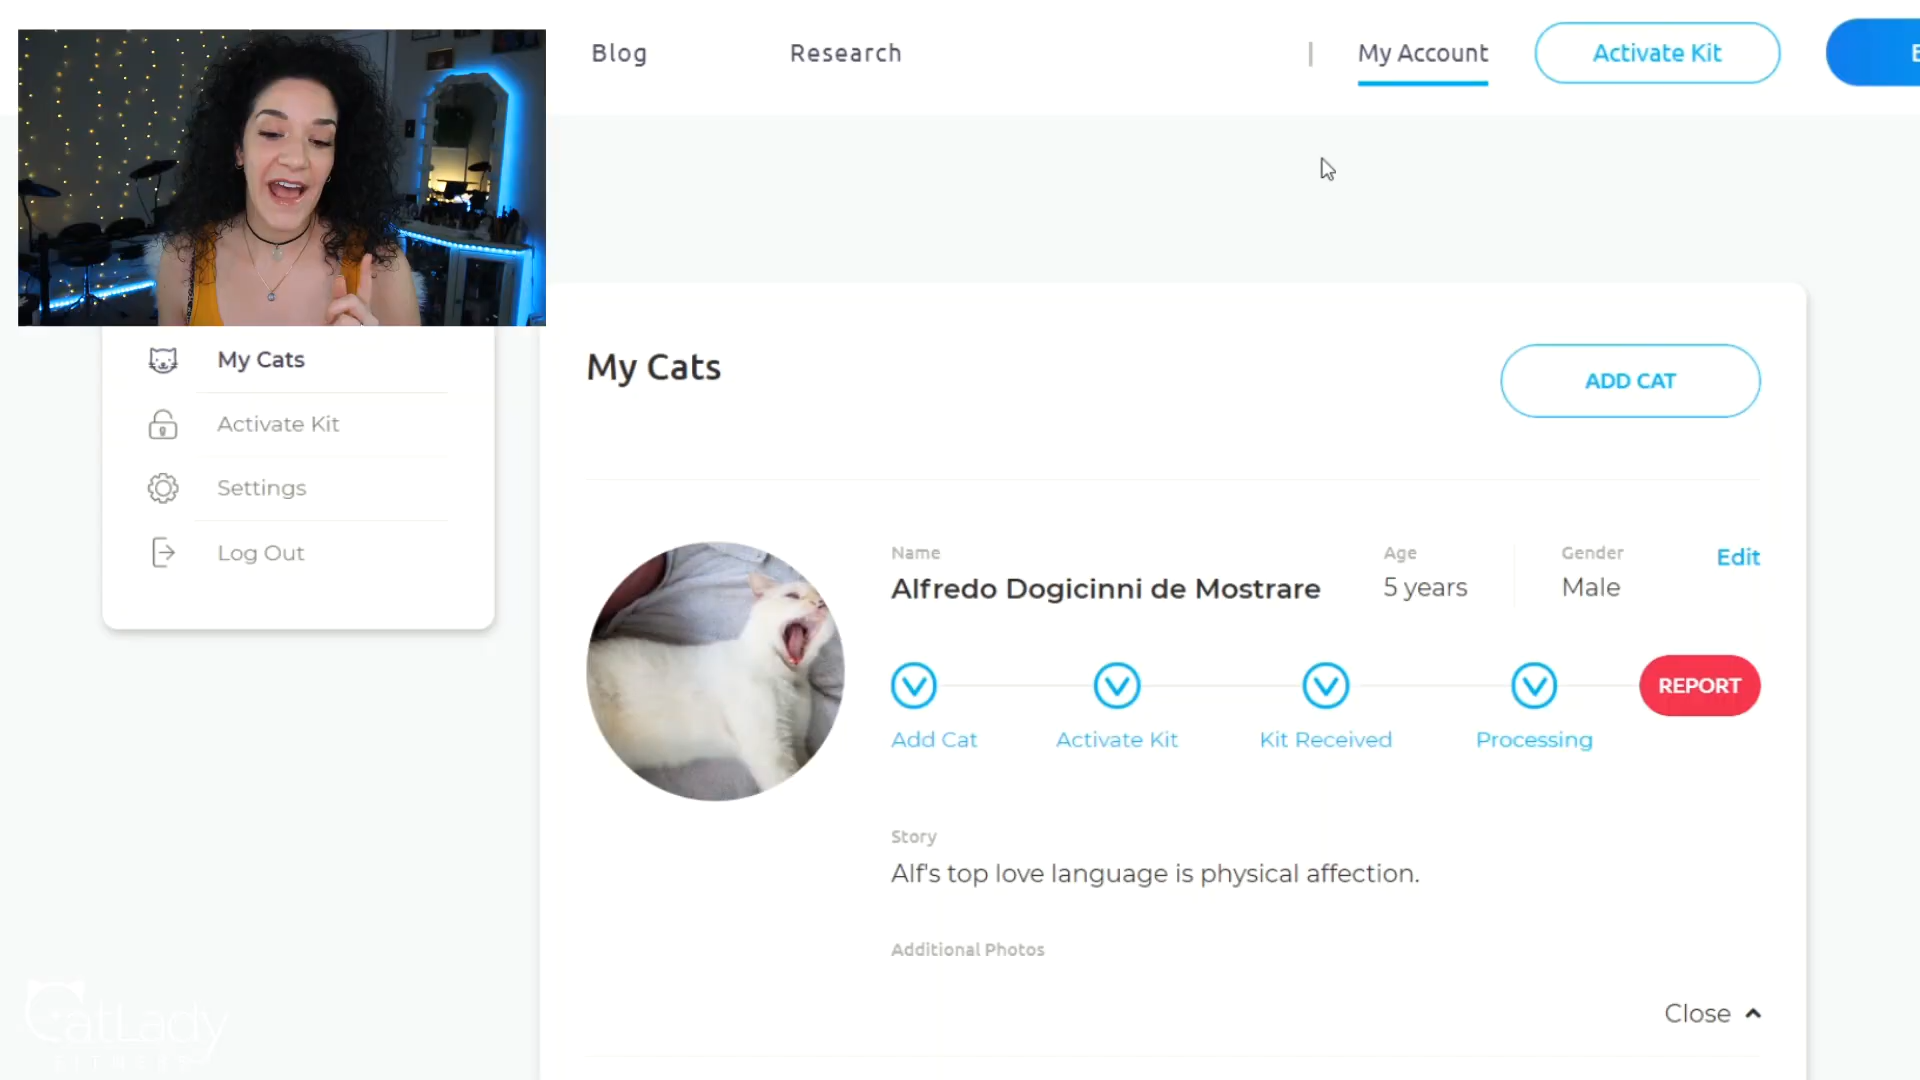 Blog
Research
|
My Account
Activate Kit
My Cats
Activate Kit
Settings
Log Out
My Cats
ADD CAT
Name
Alfredo Dogicinni de Mostrare
Age
5 years
Gender
Male
Edit
REPORT
Add Cat
Activate Kit
Kit Received
Processing
Story
Alf's top love language is physical affection.
Additional Photos
Close
CatLady
FITNESS